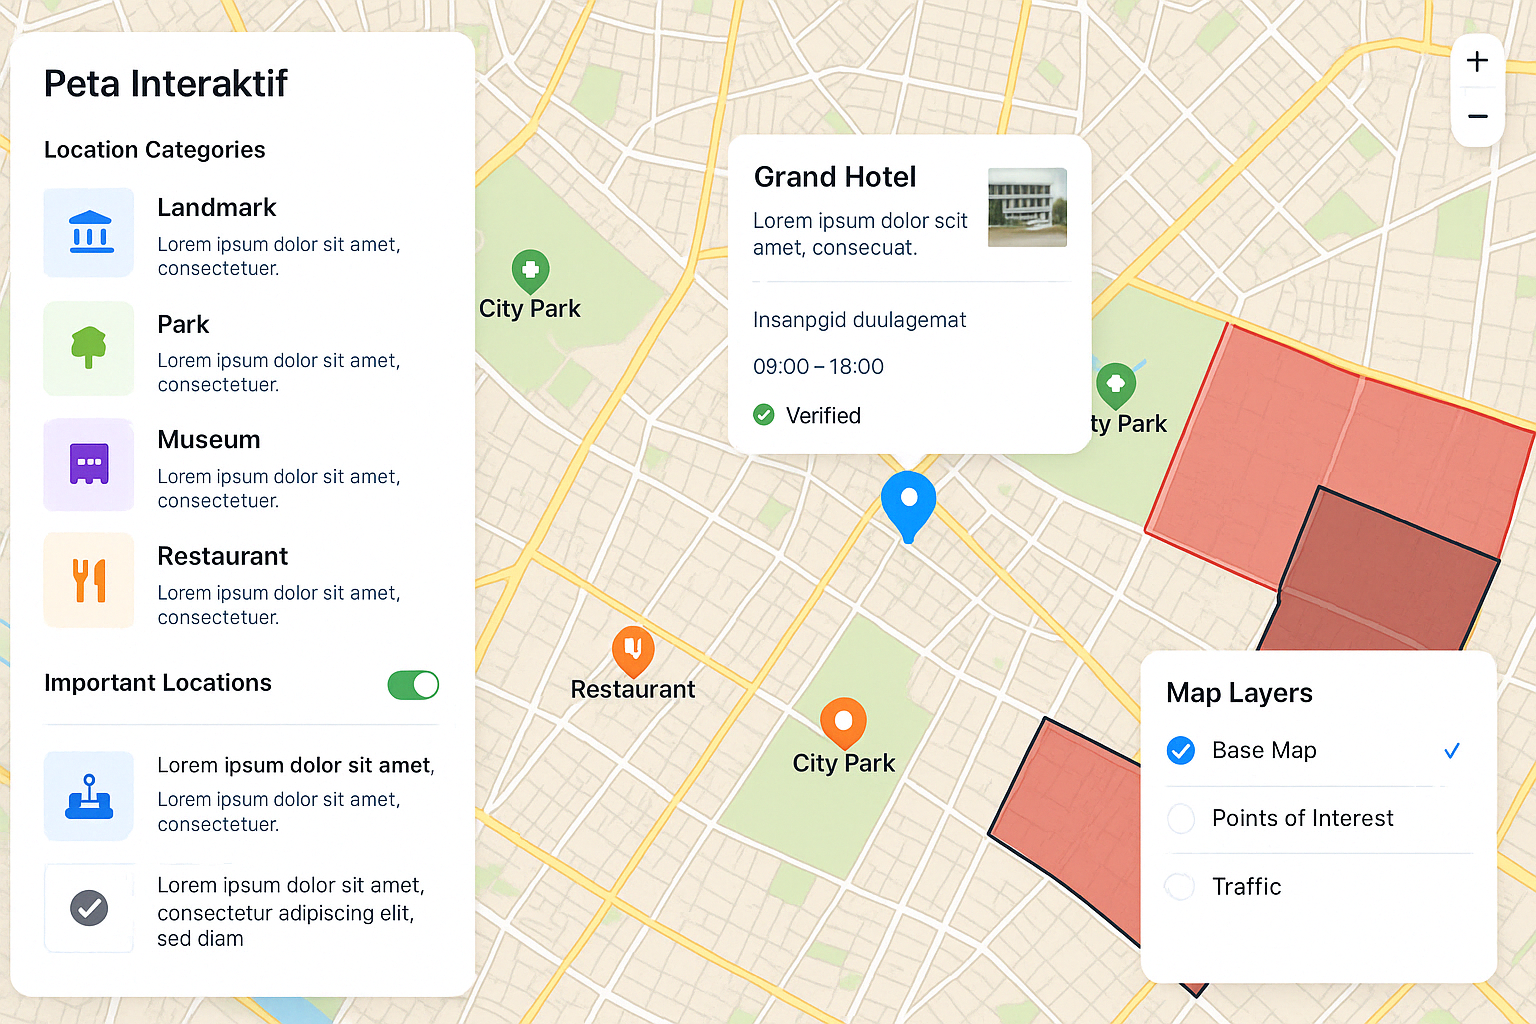 Peta Interaktif
Location Categories
Landmark
Lorem ipsum dolor sit amet,
consectetuer.
Park
Lorem ipsum dolor sit amet,
consectetuer.
Museum
Lorem ipsum dolor sit amet,
consectetuer.
Restaurant
Lorem ipsum dolor sit amet,
consectetuer.
Important Locations
Lorem ipsum dolor sit amet,
Lorem ipsum dolor sit amet,
consectetuer.
Lorem ipsum dolor sit amet,
consectetur adipiscing elit,
sed diam
City Park
Grand Hotel
Lorem ipsum dolor scit
amet, consecuat.
Insanpgid duulagemat
09:00 – 18:00
Verified
ty Park
Restaurant
City Park
Map Layers
Base Map
Points of Interest
Traffic